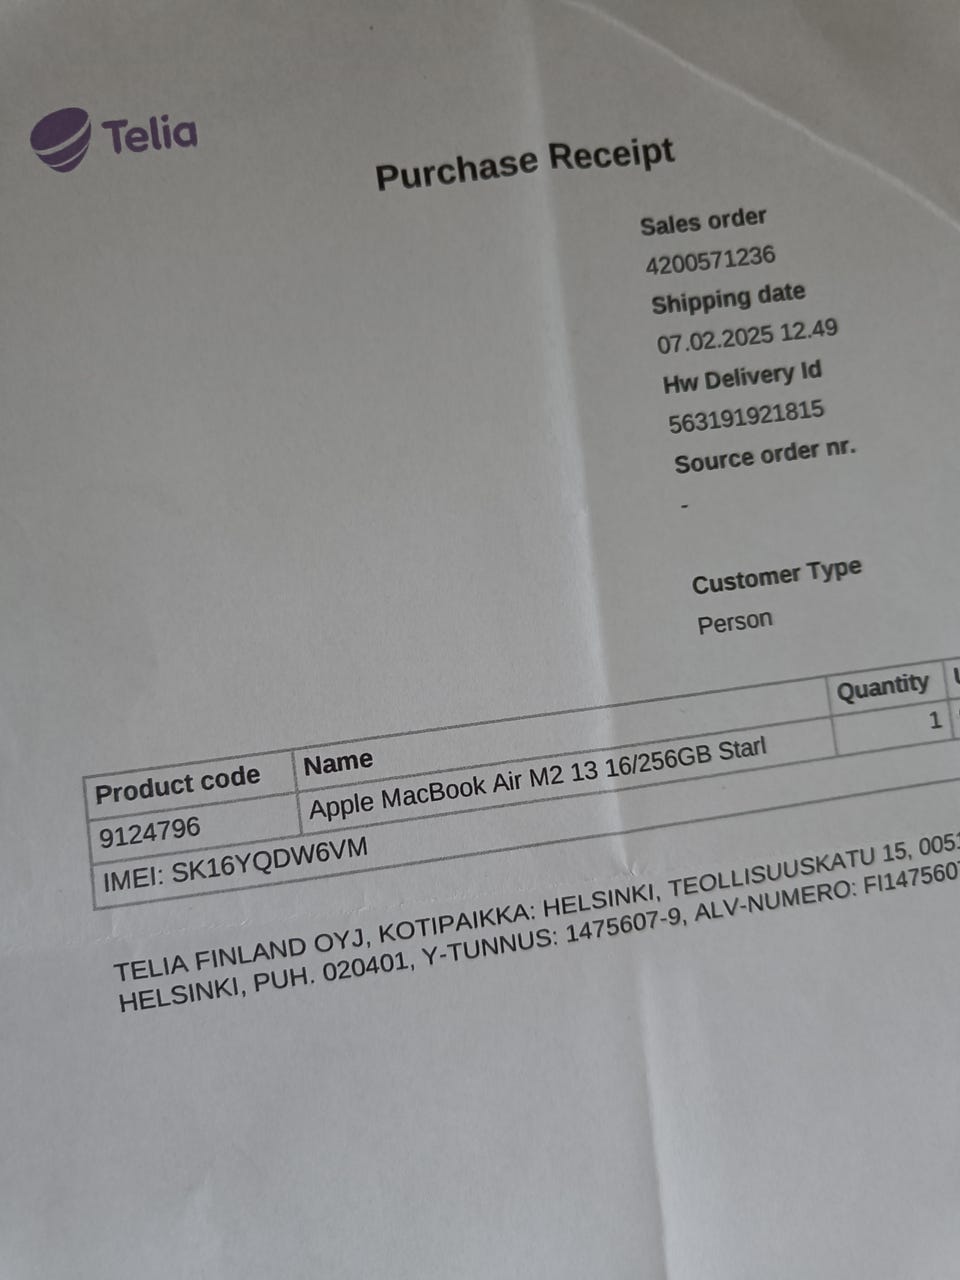 Telia
Purchase Receipt
Sales order
4200571236
Shipping date
07.02.2025 12.49
Hw Delivery Id
563191921815
Source order nr.
-
Customer Type
Person
Product code Name Quantity
9124796 Apple MacBook Air M2 13 16/256GB Starl 1
IMEI: SK16YQDW6VM
TELIA FINLAND OYJ, KOTIPAIKKA: HELSINKI, TEOLLISUUSKATU 15, 0051
HELSINKI, PUH. 020401, Y-TUNNUS: 1475607-9, ALV-NUMERO: FI1475607